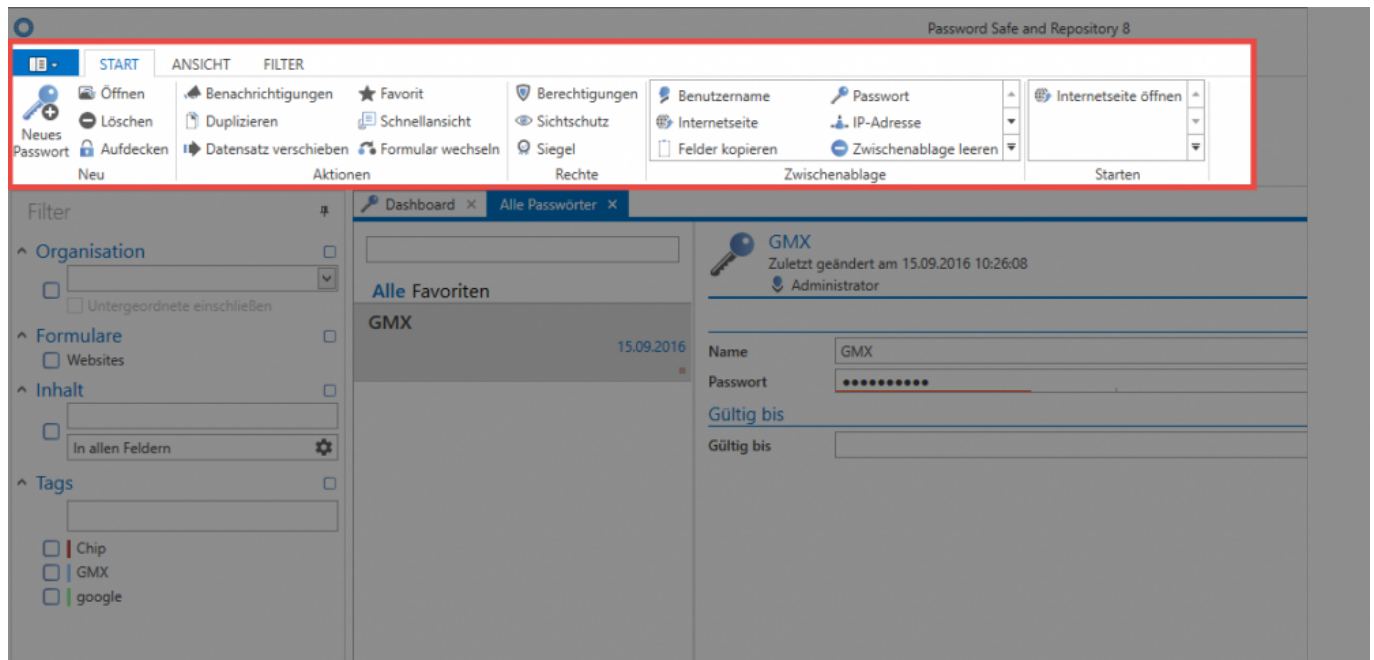 Password Safe and Repository 8
START ANSICHT FILTER
Neues Passwort
Öffnen
Löschen
Aufdecken
Neu
Benachrichtigungen
Duplizieren
Datensatz verschieben
Favorit
Schnellansicht
Formular wechseln
Aktionen
Berechtigungen
Sichtschutz
Siegel
Rechte
Benutzername
Internetseite
Felder kopieren
Passwort
IP-Adresse
Zwischenablage leeren
Zwischenablage
Internetseite öffnen
Starten
Filter
Organisation
Untergeordnete einschließen
Formulare
Websites
Inhalt
In allen Feldern
Tags
Chip
GMX
google
Dashboard
Alle Passwörter
Alle Favoriten
GMX
15.09.2016
GMX
Zuletzt geändert am 15.09.2016 10:26:08
Administrator
Name GMX
Passwort ••••••••••
Gültig bis
Gültig bis